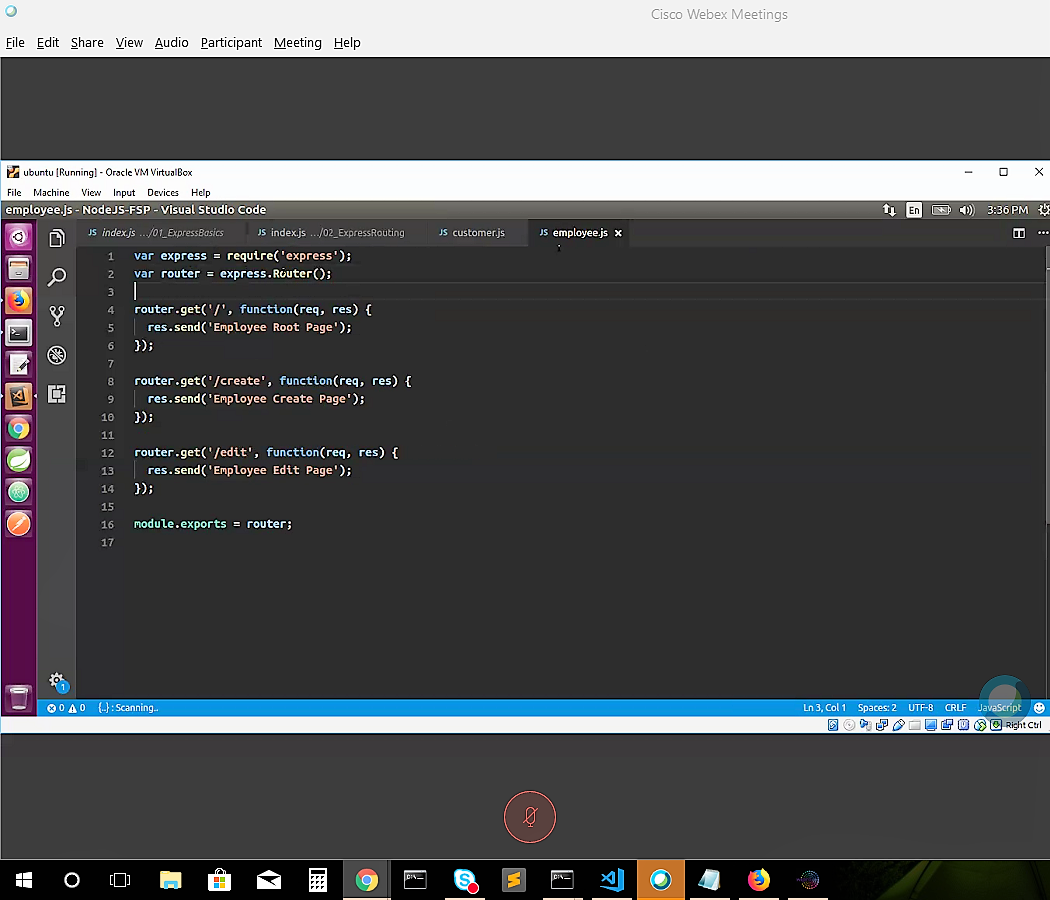 Cisco Webex Meetings
File Edit Share View Audio Participant Meeting Help
ubuntu [Running] - Oracle VM VirtualBox
File Machine View Input Devices Help
employee.js - NodeJS-FSP - Visual Studio Code
En
3:36 PM
JS index.js .../01_ExpressBasics JS index.js .../02_ExpressRouting JS customer.js JS employee.js ×
1 var express = require('express');
2 var router = express.Router();
3
4 router.get('/', function(req, res) {
5 res.send('Employee Root Page');
6 });
7
8 router.get('/create', function(req, res) {
9 res.send('Employee Create Page');
10 });
11
12 router.get('/edit', function(req, res) {
13 res.send('Employee Edit Page');
14 });
15
16 module.exports = router;
17
1
0 0 {..} : Scanning.. Ln 3, Col 1 Spaces: 2 UTF-8 CRLF JavaScript
Right Ctrl